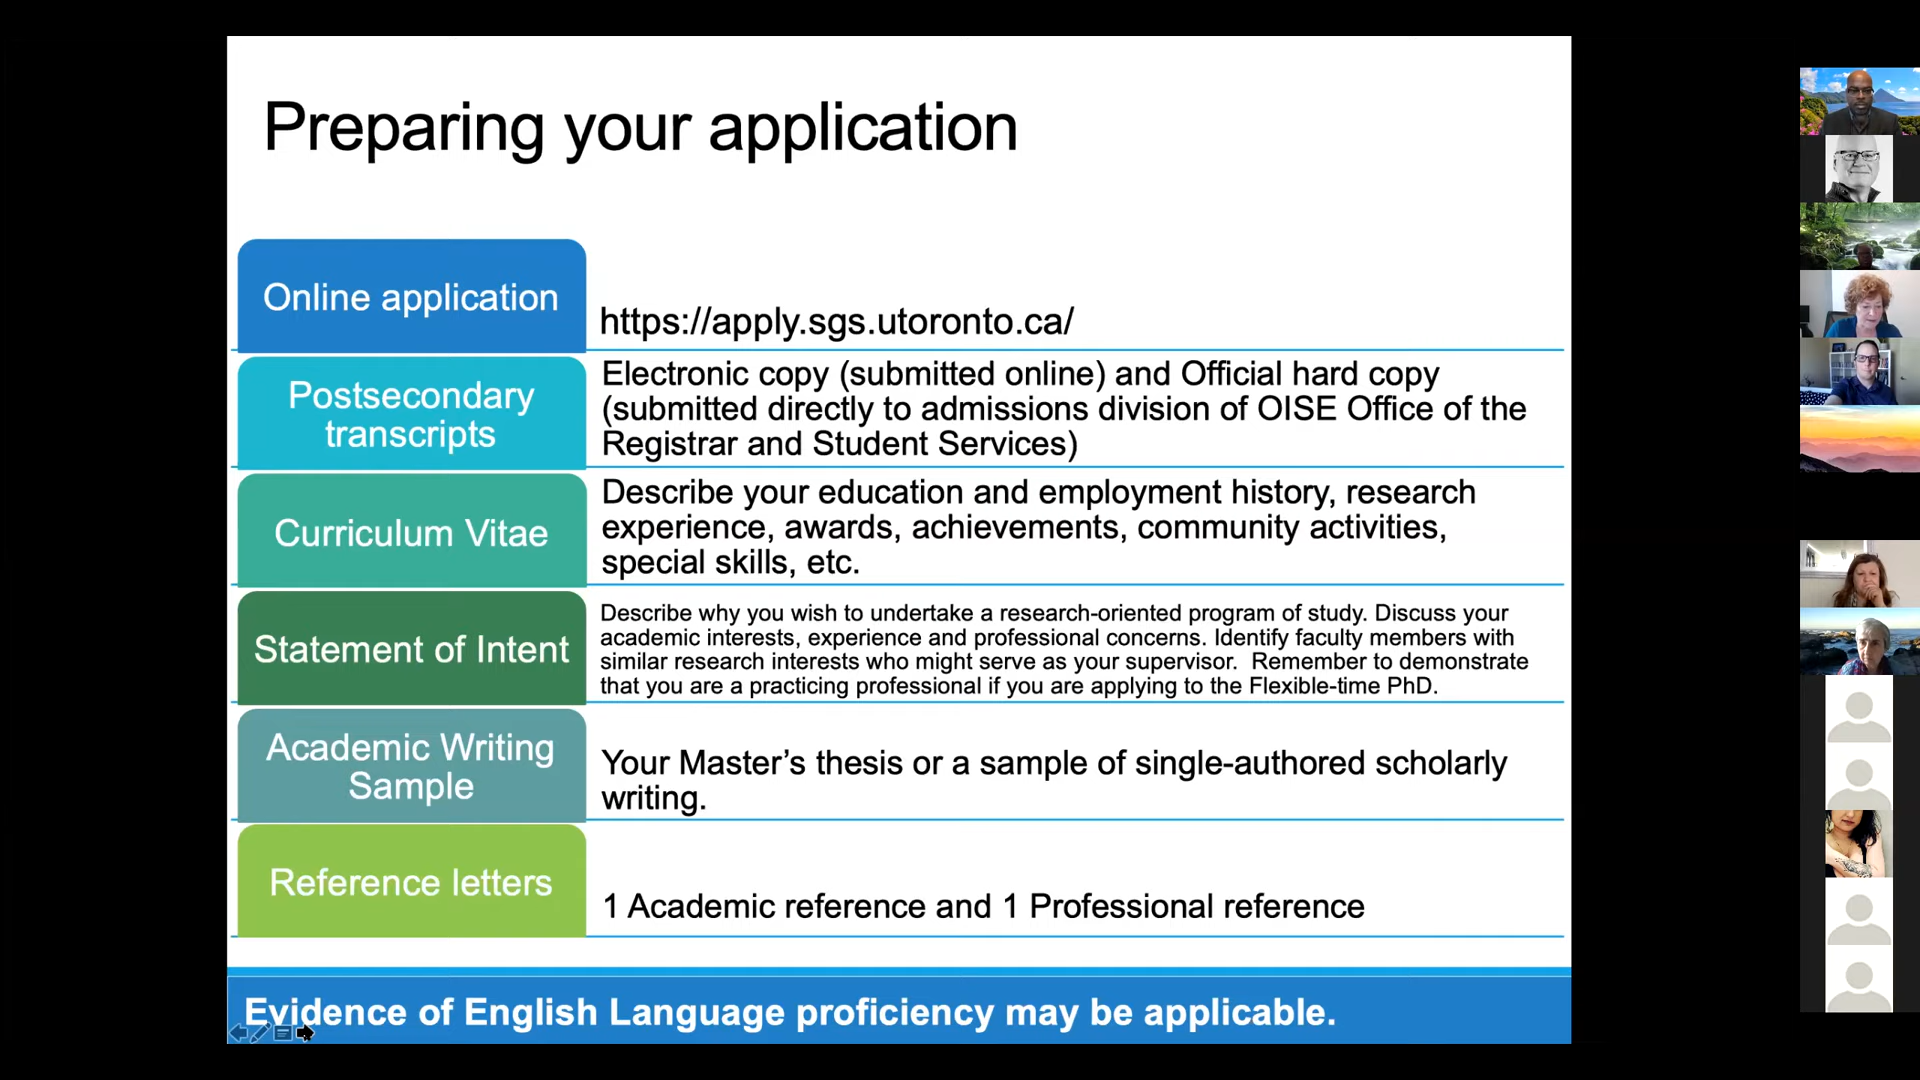 Preparing your application
Online application
https://apply.sgs.utoronto.ca/
Postsecondary
transcripts
Electronic copy (submitted online) and Official hard copy
(submitted directly to admissions division of OISE Office of the
Registrar and Student Services)
Curriculum Vitae
Describe your education and employment history, research
experience, awards, achievements, community activities,
special skills, etc.
Statement of Intent
Describe why you wish to undertake a research-oriented program of study. Discuss your
academic interests, experience and professional concerns. Identify faculty members with
similar research interests who might serve as your supervisor.  Remember to demonstrate
that you are a practicing professional if you are applying to the Flexible-time PhD.
Academic Writing
Sample
Your Master’s thesis or a sample of single-authored scholarly
writing.
Reference letters
1 Academic reference and 1 Professional reference
Evidence of English Language proficiency may be applicable.